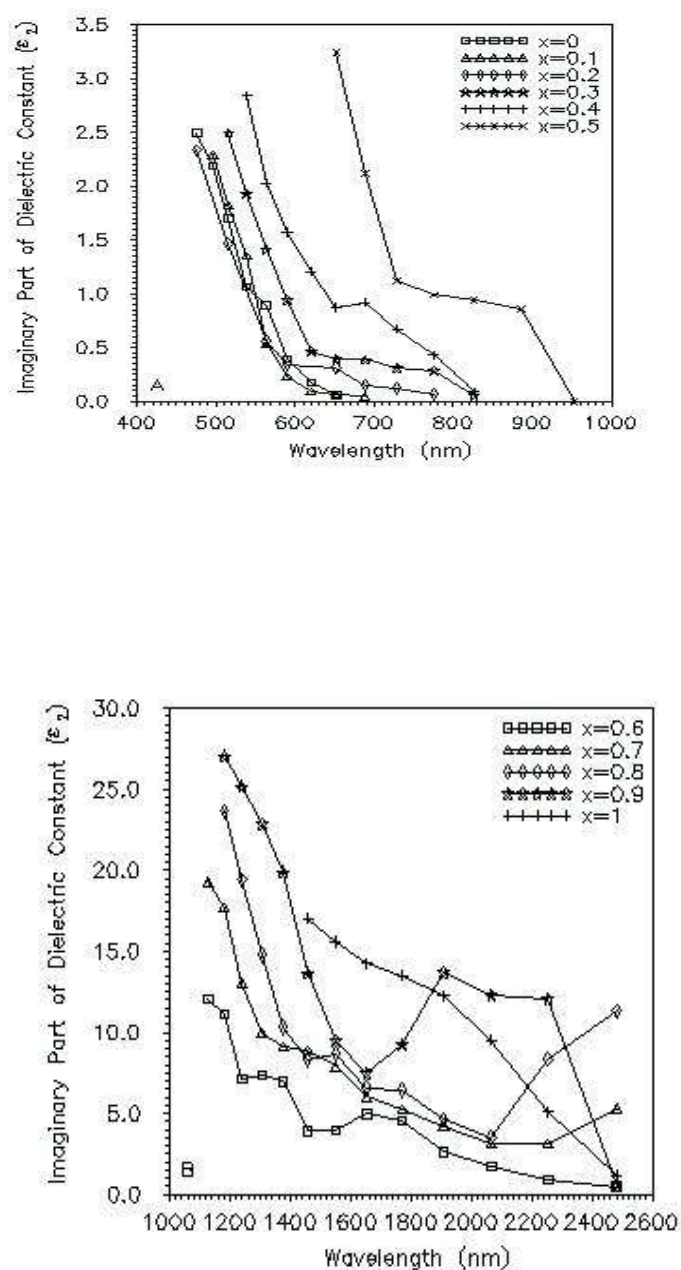 3.5
3.0
2.5
2.0
1.5
1.0
0.5
0.0
Imaginary Part of Dielectric Constant (ε₂)
x=0
x=0.1
x=0.2
x=0.3
x=0.4
x=0.5
A
400 500 600 700 800 900 1000
Wavelength (nm)
30.0
25.0
20.0
15.0
10.0
5.0
0.0
Imaginary Part of Dielectric Constant (ε₂)
x=0.6
x=0.7
x=0.8
x=0.9
x=1
B
1000 1200 1400 1600 1800 2000 2200 2400 2600
Wavelength (nm)